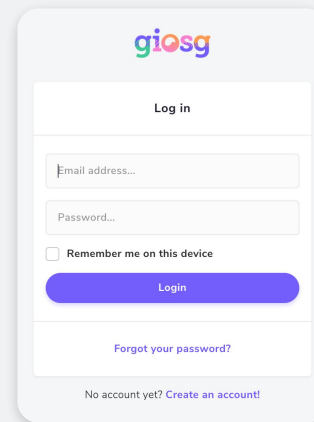 giosg
Log in
Email address...
Password...
Remember me on this device
Login
Forgot your password?
No account yet? Create an account!